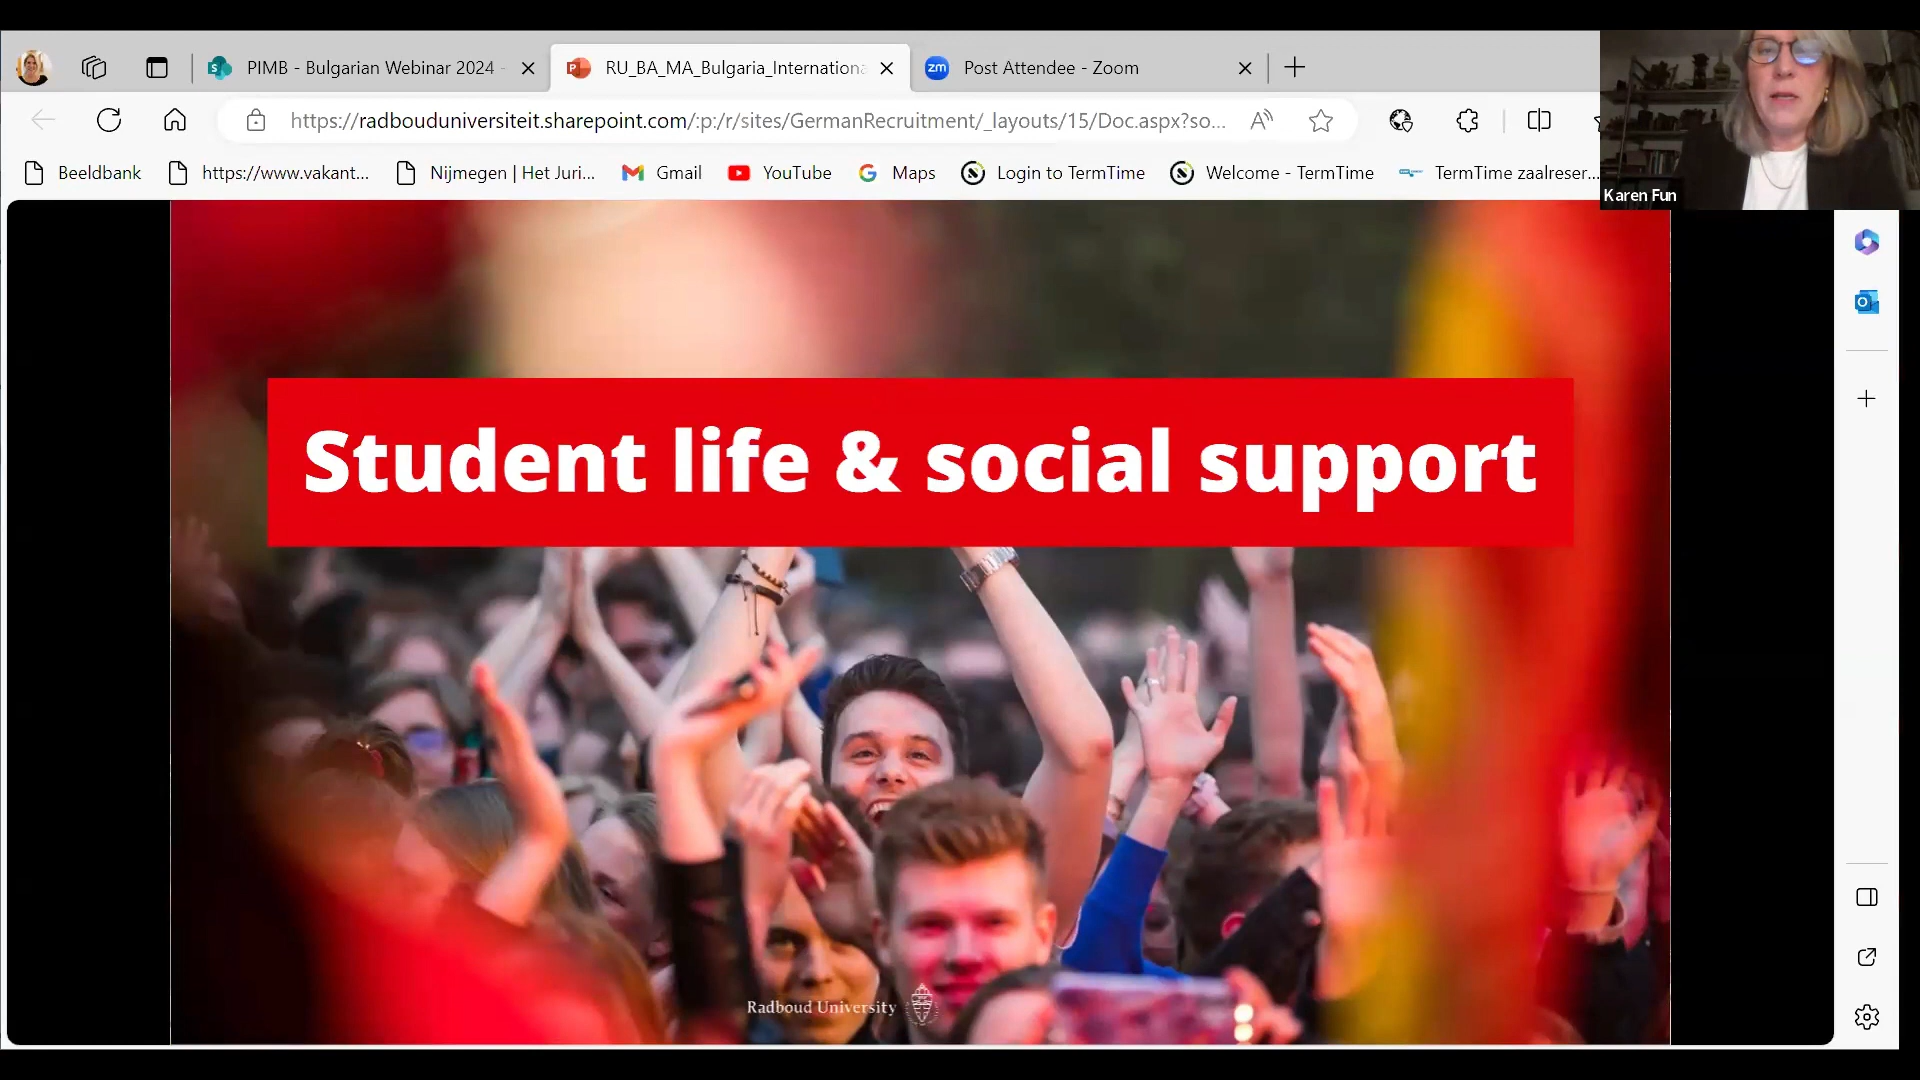 PIMB - Bulgarian Webinar 2024 -
RU_BA_MA_Bulgaria_Internationa
zm
Post Attendee - Zoom
https://radbouduniversiteit.sharepoint.com/:p:/r/sites/GermanRecruitment/_layouts/15/Doc.aspx?so...
Beeldbank
https://www.vakant...
Nijmegen | Het Juri...
Gmail
YouTube
Maps
Login to TermTime
Welcome - TermTime
TermTime zaalreser...
Karen Fun
Student life & social support
Radboud University